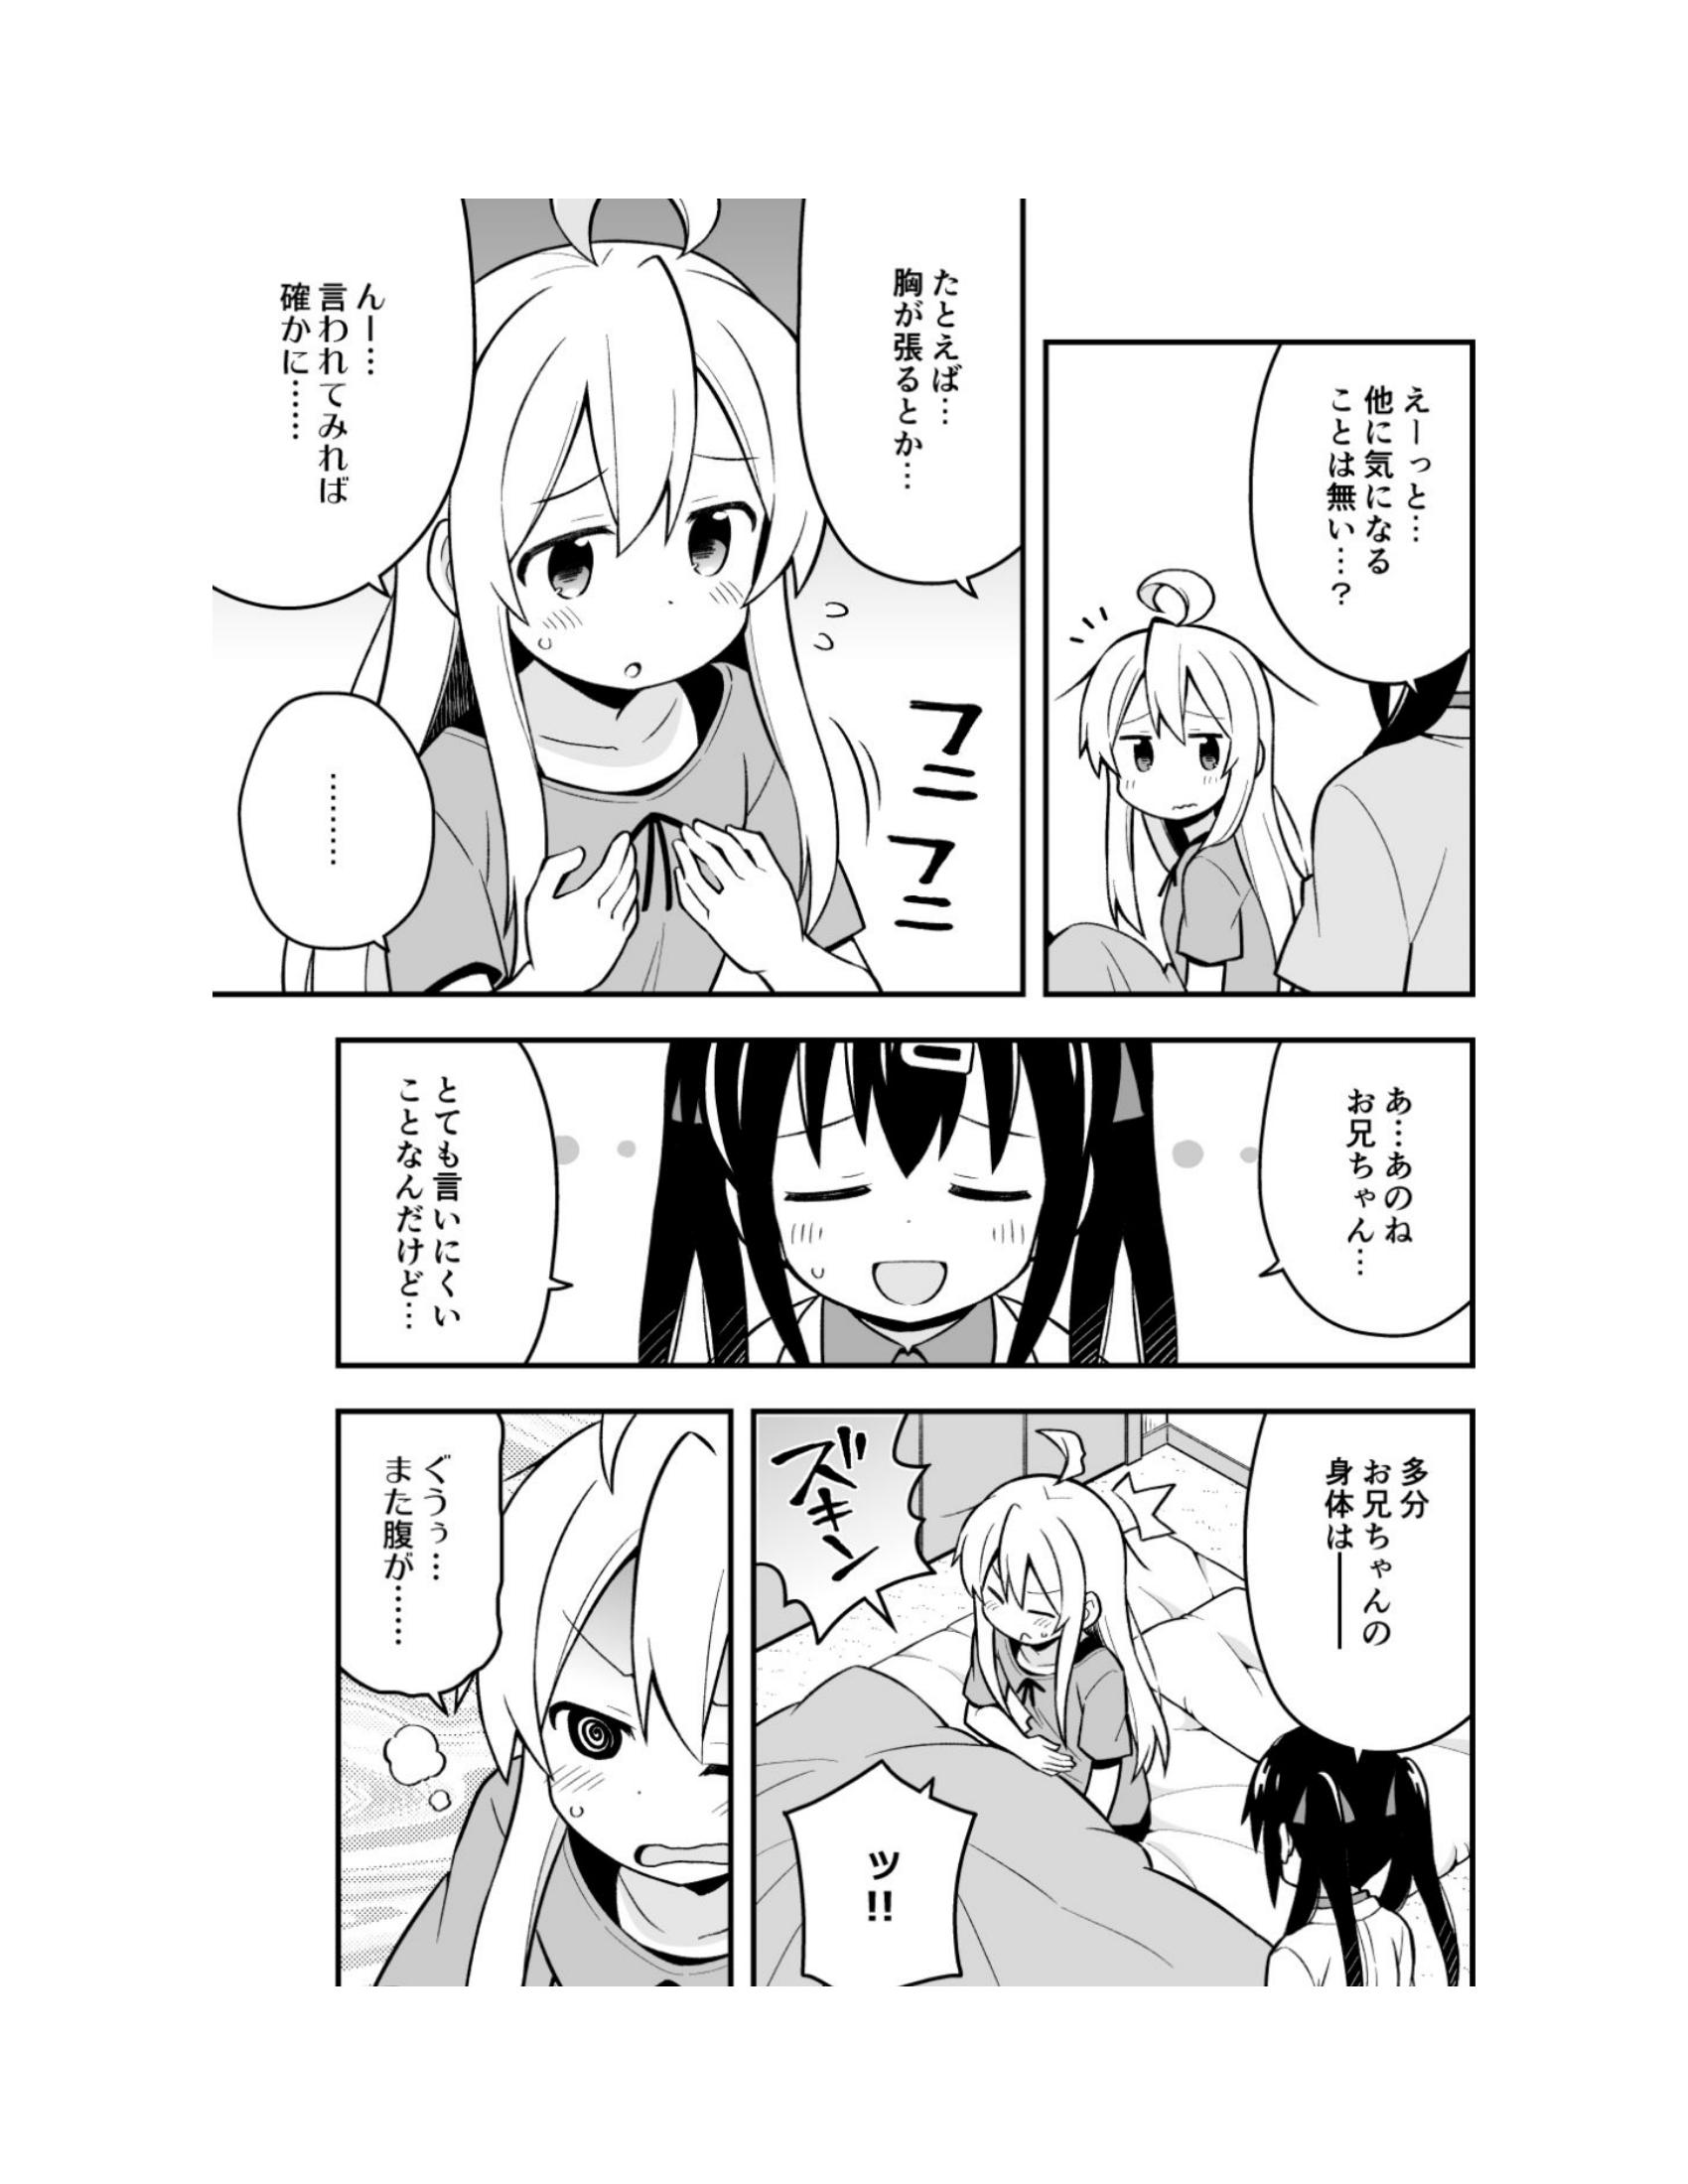 えーっと…
他に気になる
ことは無い…？
たとえば…
胸が張るとか…
んー…
言われてみれば
確かに……
フニ
フニ
………
あ…あのね
お兄ちゃん…
とても言いにくい
ことなんだけど…
多分
お兄ちゃんの
身体は――
ズキン
ッ!!
ぐうぅ…
また腹が……